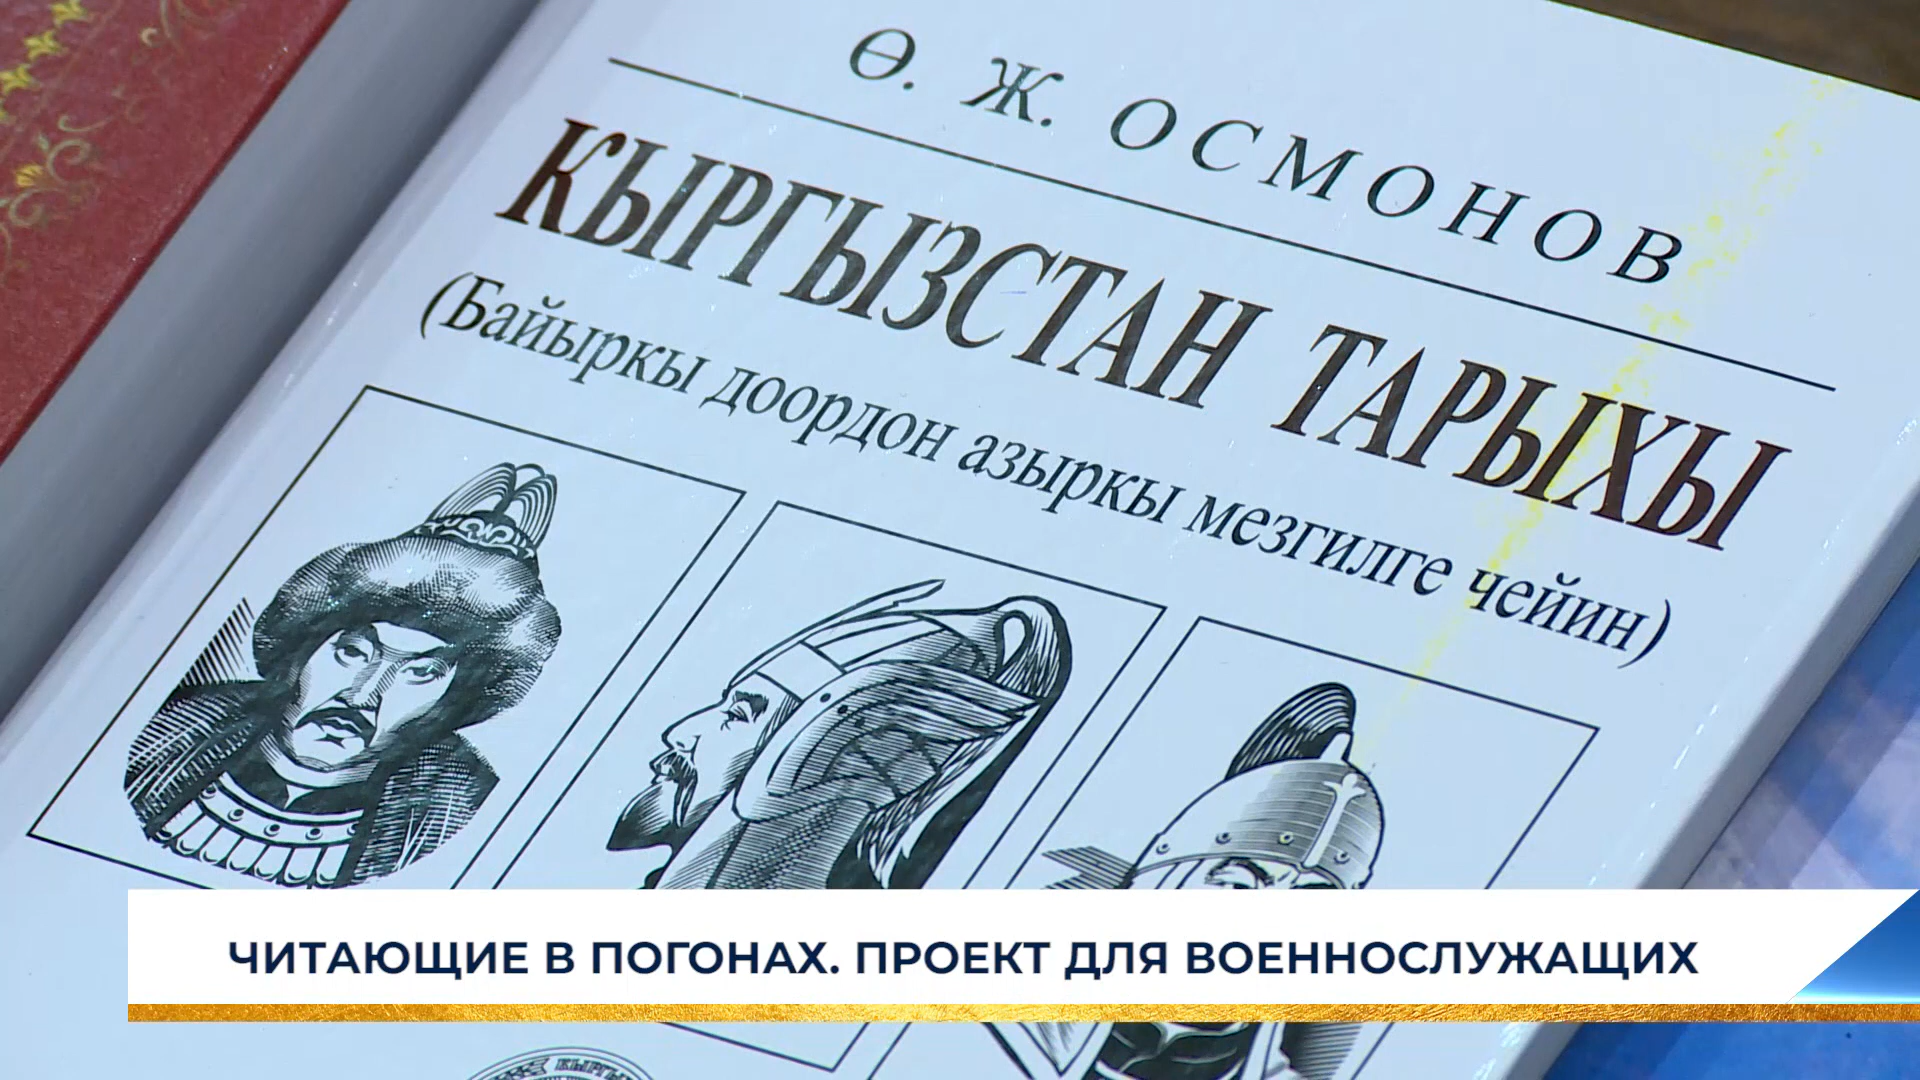 Ө. Ж. ОСМОНОВ
КЫРГЫЗСТАН ТАРЫХЫ
(Байыркы доордон азыркы мезгилге чейин)
ЧИТАЮЩИЕ В ПОГОНАХ. ПРОЕКТ ДЛЯ ВОЕННОСЛУЖАЩИХ